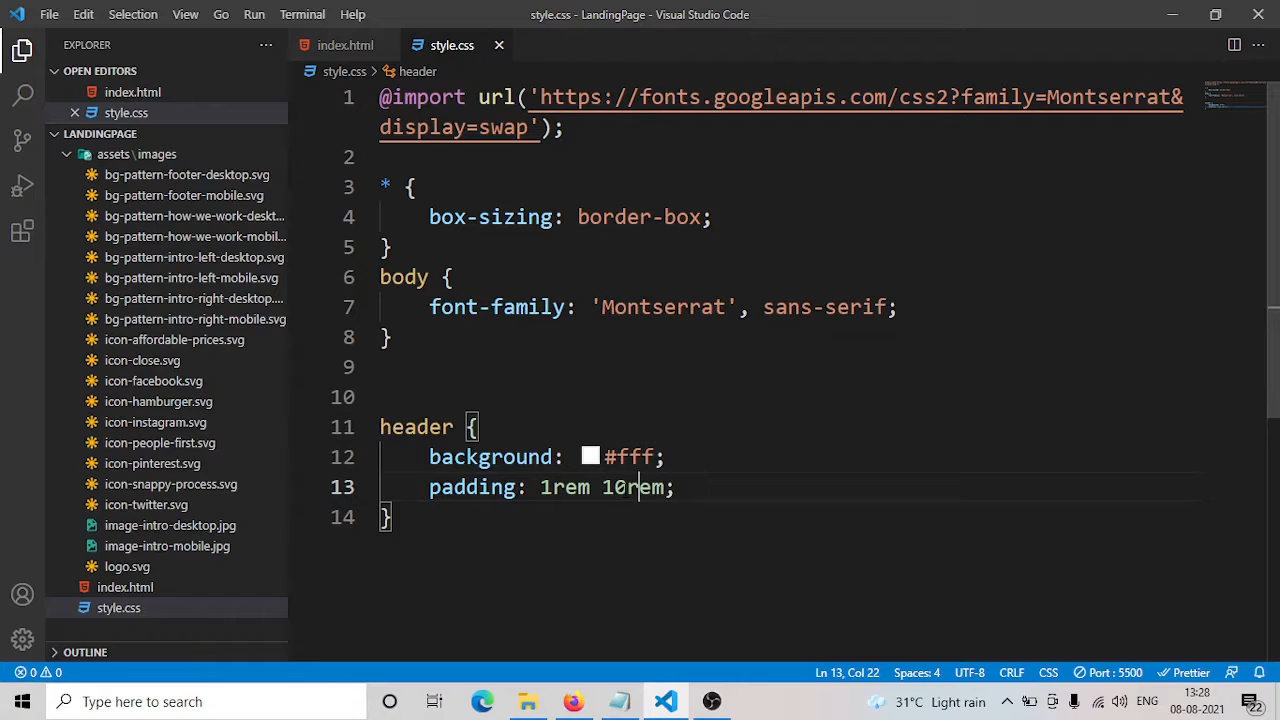 File Edit Selection View Go Run Terminal Help
style.css - LandingPage - Visual Studio Code
EXPLORER
OPEN EDITORS
index.html
style.css
LANDINGPAGE
assets\images
bg-pattern-footer-desktop.svg
bg-pattern-footer-mobile.svg
bg-pattern-how-we-work-deskt...
bg-pattern-how-we-work-mobil...
bg-pattern-intro-left-desktop.svg
bg-pattern-intro-left-mobile.svg
bg-pattern-intro-right-desktop....
bg-pattern-intro-right-mobile.svg
icon-affordable-prices.svg
icon-close.svg
icon-facebook.svg
icon-hamburger.svg
icon-instagram.svg
icon-people-first.svg
icon-pinterest.svg
icon-snappy-process.svg
icon-twitter.svg
image-intro-desktop.jpg
image-intro-mobile.jpg
logo.svg
index.html
style.css
OUTLINE
index.html
style.css
style.css > header
1 @import url('https://fonts.googleapis.com/css2?family=Montserrat&
display=swap');
2
3 * {
4 box-sizing: border-box;
5 }
6 body {
7 font-family: 'Montserrat', sans-serif;
8 }
9
10
11 header {
12 background: #fff;
13 padding: 1rem 10rem;
14 }
0 0
Ln 13, Col 22 Spaces: 4 UTF-8 CRLF CSS Port : 5500 Prettier
Type here to search
31°C Light rain
ENG
13:28
08-08-2021
22